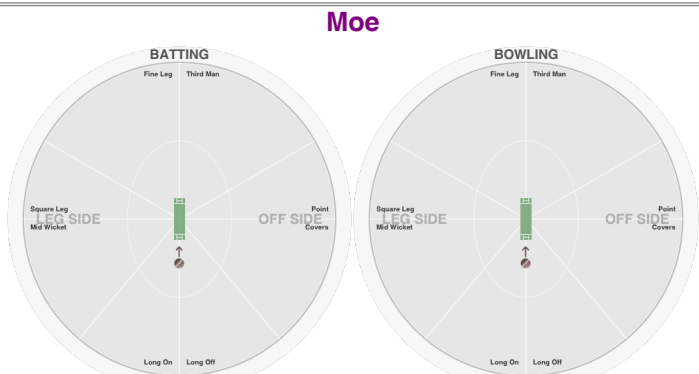 Moe
BATTING
Fine Leg Third Man
Square Leg Point
LEG SIDE OFF SIDE
Mid Wicket Covers
Long On Long Off
BOWLING
Fine Leg Third Man
Square Leg Point
LEG SIDE OFF SIDE
Mid Wicket Covers
Long On Long Off